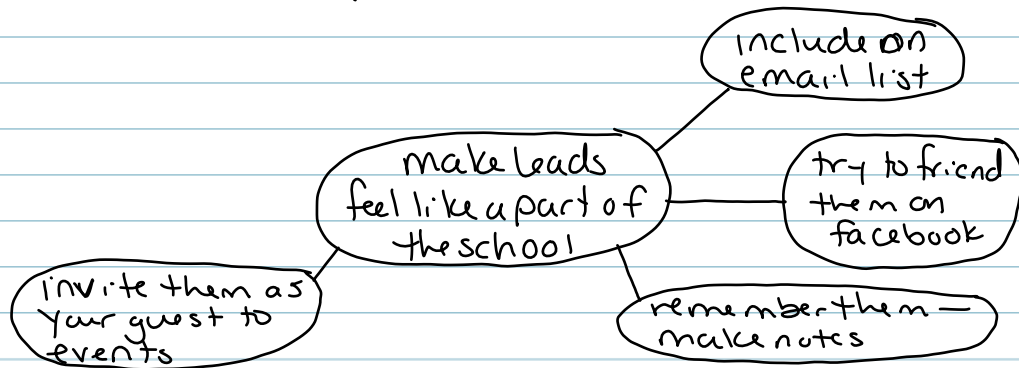 include on
email list
make leads
feel like a part of
the school
try to friend
them on
facebook
invite them as
your guest to
events
remember them —
make notes